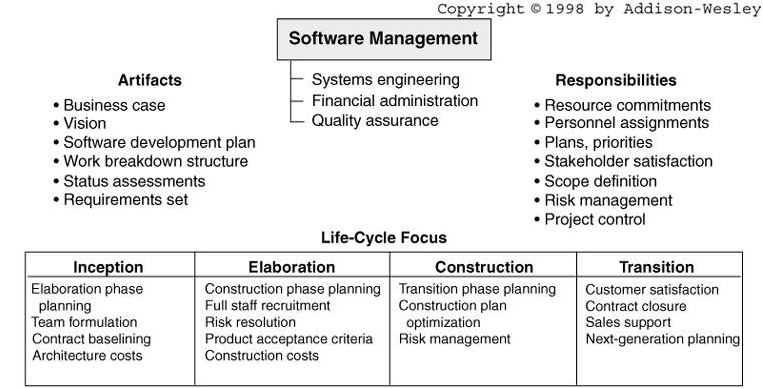 Copyright © 1998 by Addison-Wesley
Software Management
Systems engineering
Financial administration
Quality assurance
Artifacts
• Business case
• Vision
• Software development plan
• Work breakdown structure
• Status assessments
• Requirements set
Responsibilities
• Resource commitments
• Personnel assignments
• Plans, priorities
• Stakeholder satisfaction
• Scope definition
• Risk management
• Project control
Life-Cycle Focus
Inception
Elaboration phase
planning
Team formulation
Contract baselining
Architecture costs
Elaboration
Construction phase planning
Full staff recruitment
Risk resolution
Product acceptance criteria
Construction costs
Construction
Transition phase planning
Construction plan
optimization
Risk management
Transition
Customer satisfaction
Contract closure
Sales support
Next-generation planning